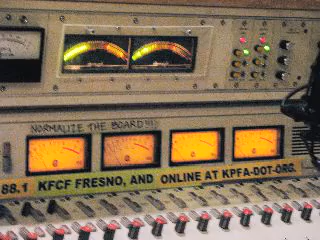 NORMALIZE THE BOARD!!!
88.1 KFCF FRESNO, AND ONLINE AT KPFA-DOT-ORG.